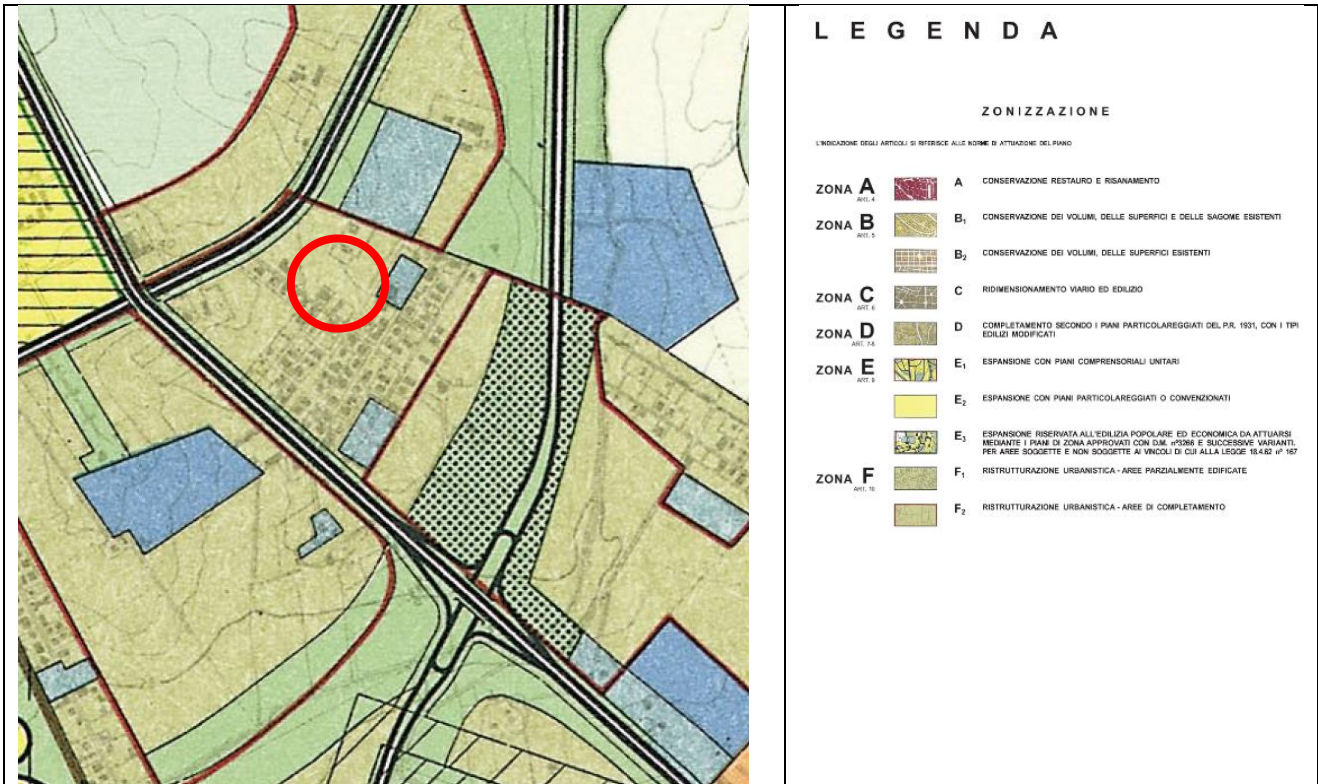 L E G E N D A
ZONIZZAZIONE
L'INDICAZIONE DEGLI ARTICOLI SI RIFERISCE ALLE NORME DI ATTUAZIONE DEL PIANO
ZONA A
ART. 4
A CONSERVAZIONE RESTAURO E RISANAMENTO
ZONA B
ART. 5
B1 CONSERVAZIONE DEI VOLUMI, DELLE SUPERFICI E DELLE SAGOME ESISTENTI
B2 CONSERVAZIONE DEI VOLUMI, DELLE SUPERFICI ESISTENTI
ZONA C
ART. 6
C RIDIMENSIONAMENTO VIARIO ED EDILIZIO
ZONA D
ART. 7-8
D COMPLETAMENTO SECONDO I PIANI PARTICOLAREGGIATI DEL P.R. 1931, CON I TIPI
EDILIZI MODIFICATI
ZONA E
ART. 9
E1 ESPANSIONE CON PIANI COMPRENSORIALI UNITARI
E2 ESPANSIONE CON PIANI PARTICOLAREGGIATI O CONVENZIONATI
E3 ESPANSIONE RISERVATA ALL'EDILIZIA POPOLARE ED ECONOMICA DA ATTUARSI
MEDIANTE I PIANI DI ZONA APPROVATI CON D.M. nº3266 E SUCCESSIVE VARIANTI.
PER AREE SOGGETTE E NON SOGGETTE AI VINCOLI DI CUI ALLA LEGGE 18.4.62 nº 167
ZONA F
ART. 10
F1 RISTRUTTURAZIONE URBANISTICA - AREE PARZIALMENTE EDIFICATE
F2 RISTRUTTURAZIONE URBANISTICA - AREE DI COMPLETAMENTO